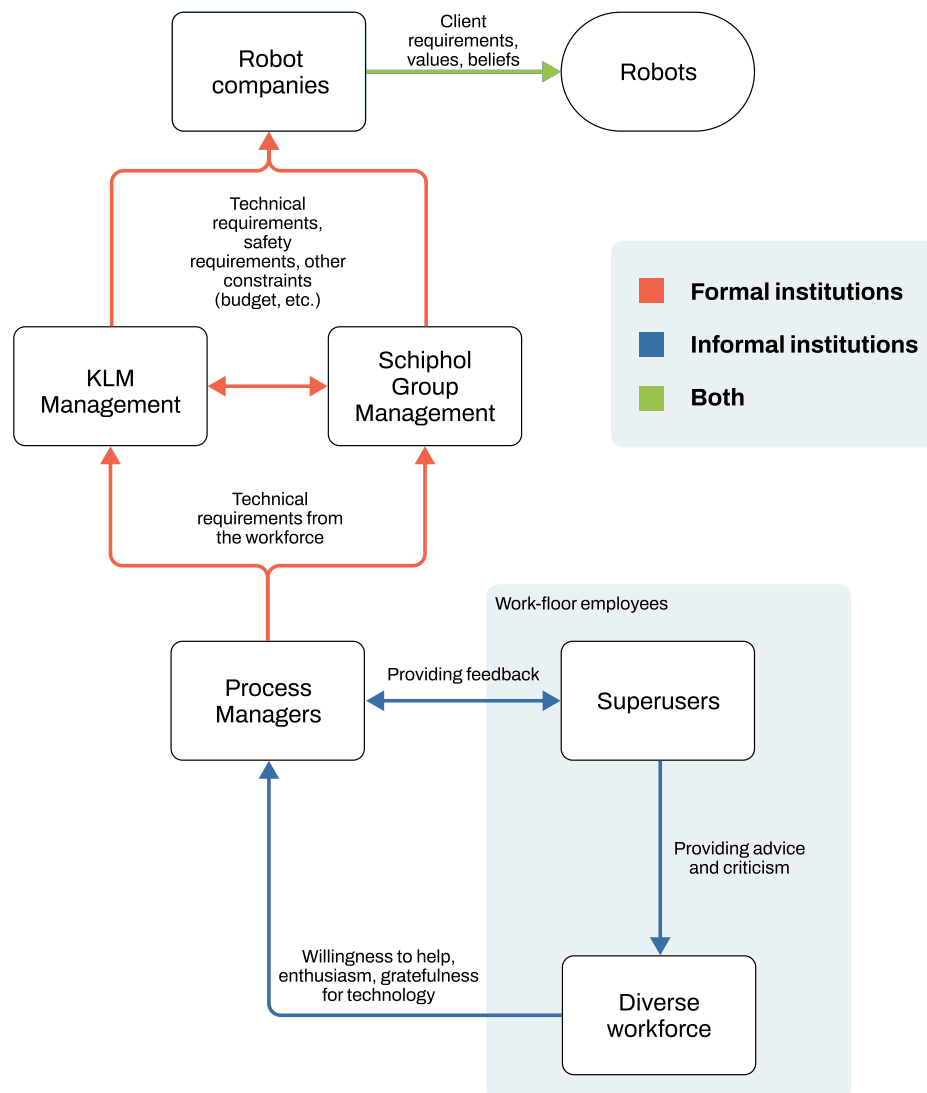 Client
requirements,
values, beliefs
Robot
companies
Robots
Technical
requirements,
safety
requirements, other
constraints
(budget, etc.)
Formal institutions
Informal institutions
Both
KLM
Management
Schiphol
Group
Management
Technical
requirements from
the workforce
Work-floor employees
Process
Managers
Providing feedback
Superusers
Providing advice
and criticism
Willingness to help,
enthusiasm, gratefulness
for technology
Diverse
workforce